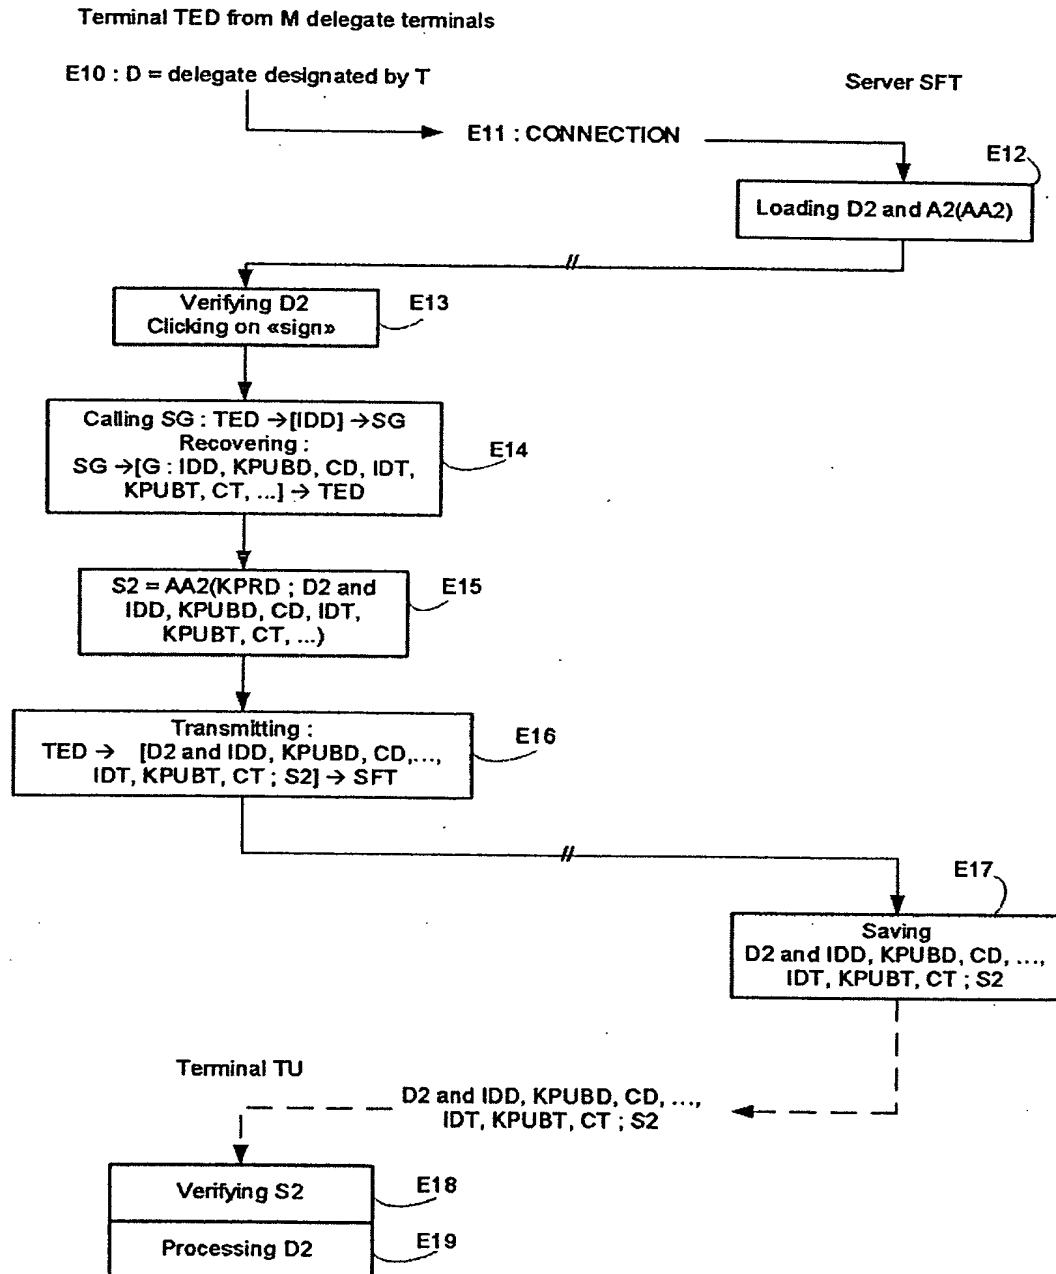 Terminal TED from M delegate terminals
E10 : D = delegate designated by T
Server SFT
E11 : CONNECTION
E12
Loading D2 and A2(AA2)
Verifying D2
Clicking on «sign»
E13
Calling SG : TED →[IDD] →SG
Recovering :
SG →[G : IDD, KPUBD, CD, IDT,
KPUBT, CT, ...] → TED
E14
S2 = AA2(KPRD ; D2 and
IDD, KPUBD, CD, IDT,
KPUBT, CT, ...)
E15
Transmitting :
TED → [D2 and IDD, KPUBD, CD,...,
IDT, KPUBT, CT ; S2] → SFT
E16
E17
Saving
D2 and IDD, KPUBD, CD, ...,
IDT, KPUBT, CT ; S2
Terminal TU
D2 and IDD, KPUBD, CD, ...,
IDT, KPUBT, CT ; S2
Verifying S2
E18
Processing D2
E19